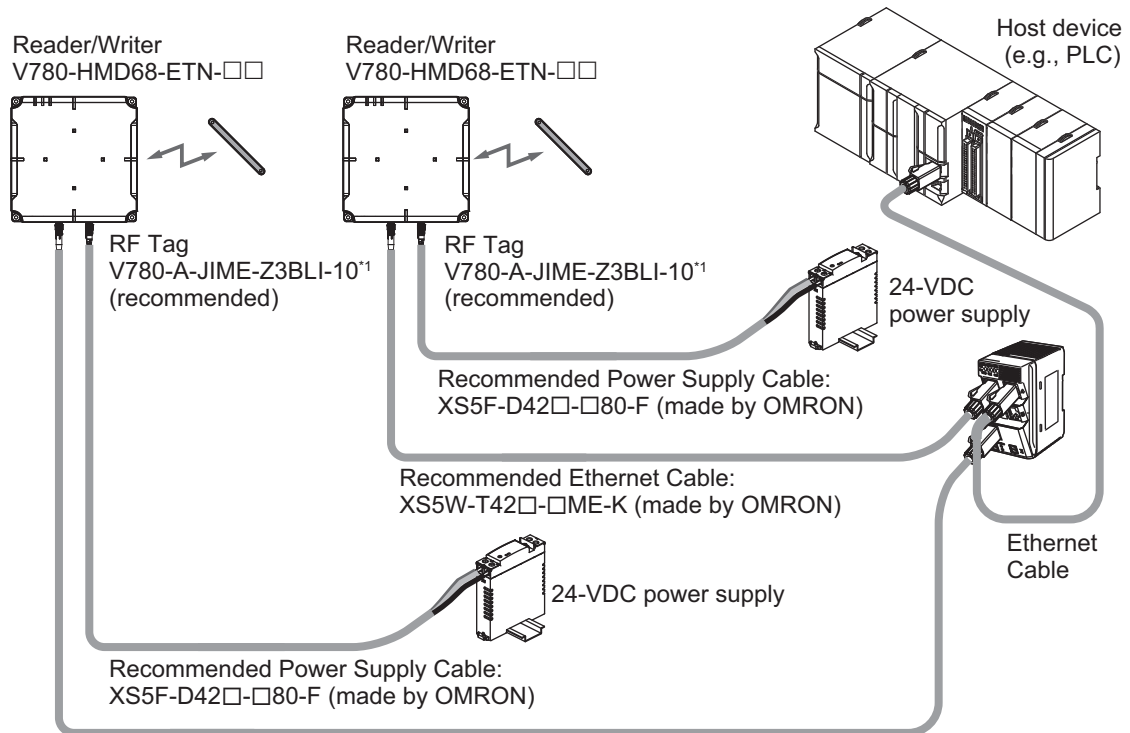 Reader/Writer
V780-HMD68-ETN-□□
Reader/Writer
V780-HMD68-ETN-□□
Host device
(e.g., PLC)
RF Tag
V780-A-JIME-Z3BLI-10*1
(recommended)
RF Tag
V780-A-JIME-Z3BLI-10*1
(recommended)
24-VDC
power supply
Recommended Power Supply Cable:
XS5F-D42□-□80-F (made by OMRON)
Recommended Ethernet Cable:
XS5W-T42□-□ME-K (made by OMRON)
Ethernet
Cable
24-VDC power supply
Recommended Power Supply Cable:
XS5F-D42□-□80-F (made by OMRON)